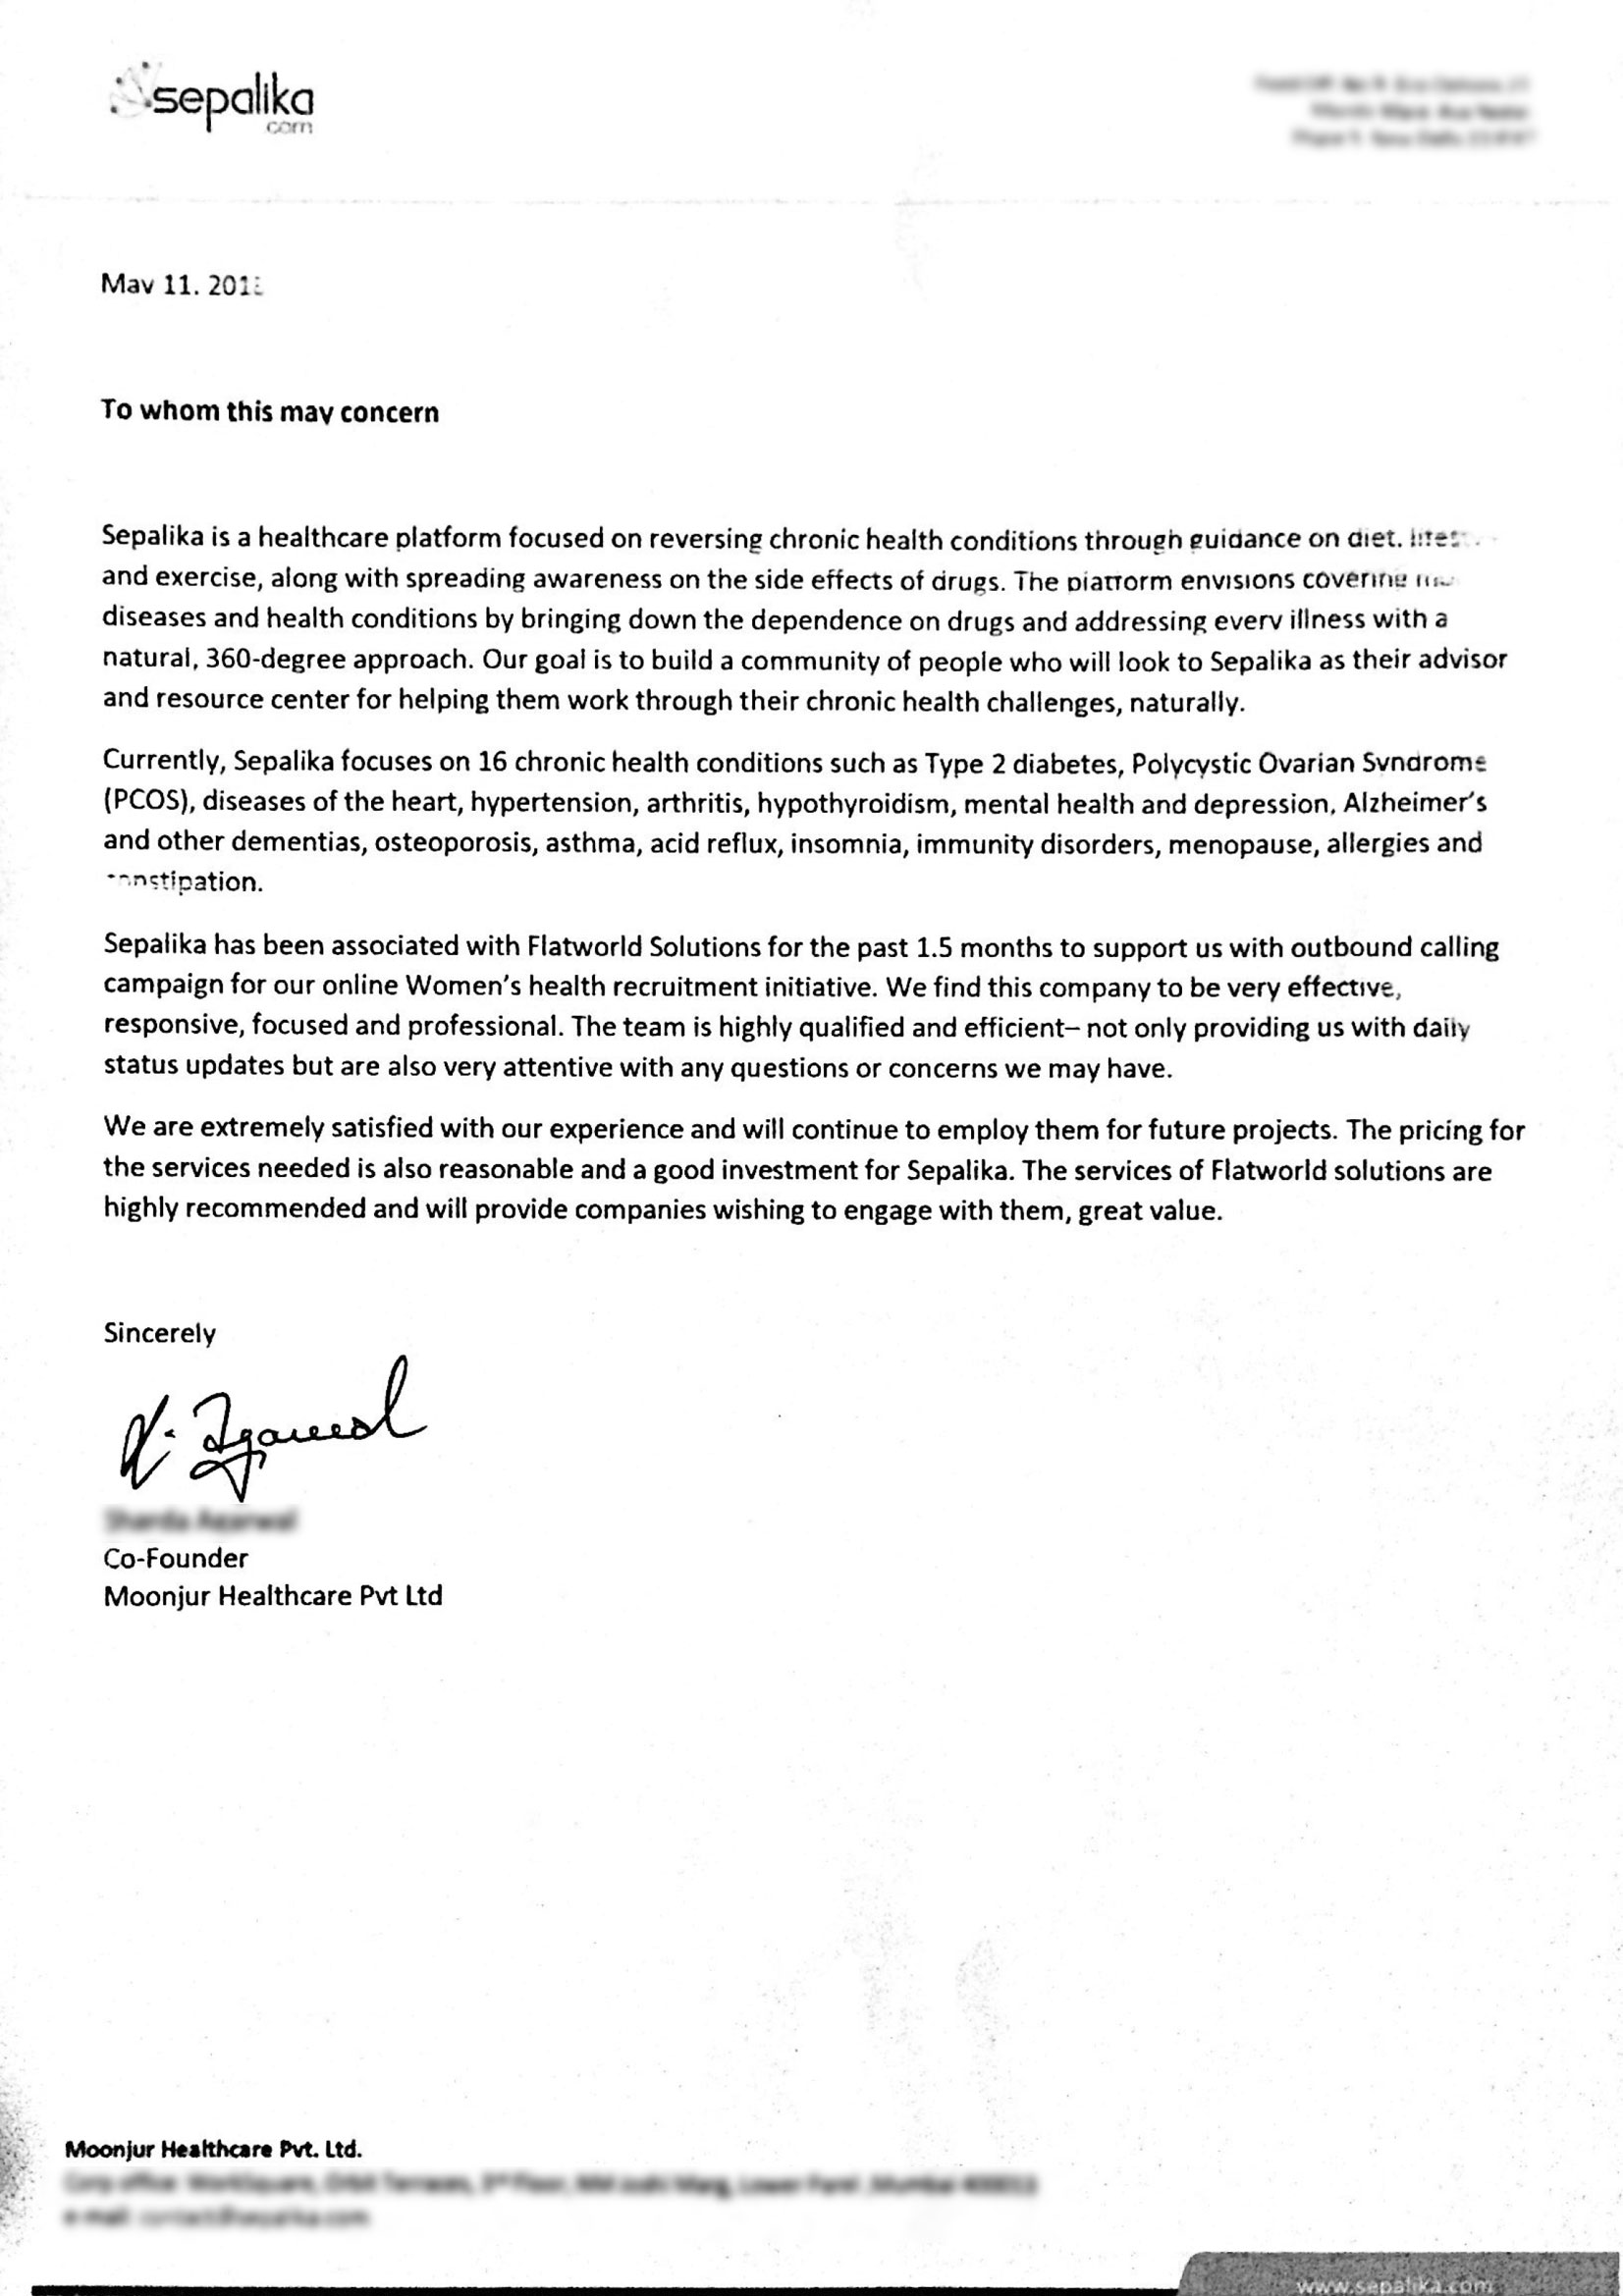 sepalika
com
To whom this may concern
Sepalika is a healthcare platform focused on reversing chronic health conditions through guidance on diet,
and exercise, along with spreading awareness on the side effects of drugs. The platform envisions covering
diseases and health conditions by bringing down the dependence on drugs and addressing every illness with a
natural, 360-degree approach. Our goal is to build a community of people who will look to Sepalika as their advisor
and resource center for helping them work through their chronic health challenges, naturally.
Currently, Sepalika focuses on 16 chronic health conditions such as Type 2 diabetes, Polycystic Ovarian Syndrome
(PCOS), diseases of the heart, hypertension, arthritis, hypothyroidism, mental health and depression, Alzheimer's
and other dementias, osteoporosis, asthma, acid reflux, insomnia, immunity disorders, menopause, allergies and
constipation.
Sepalika has been associated with Flatworld Solutions for the past 1.5 months to support us with outbound calling
campaign for our online Women's health recruitment initiative. We find this company to be very effective,
responsive, focused and professional. The team is highly qualified and efficient– not only providing us with daily
status updates but are also very attentive with any questions or concerns we may have.
We are extremely satisfied with our experience and will continue to employ them for future projects. The pricing for
the services needed is also reasonable and a good investment for Sepalika. The services of Flatworld solutions are
highly recommended and will provide companies wishing to engage with them, great value.
Sincerely
Co-Founder
Moonjur Healthcare Pvt Ltd
Moonjur Healthcare Pvt. Ltd.
www.sepalika.com